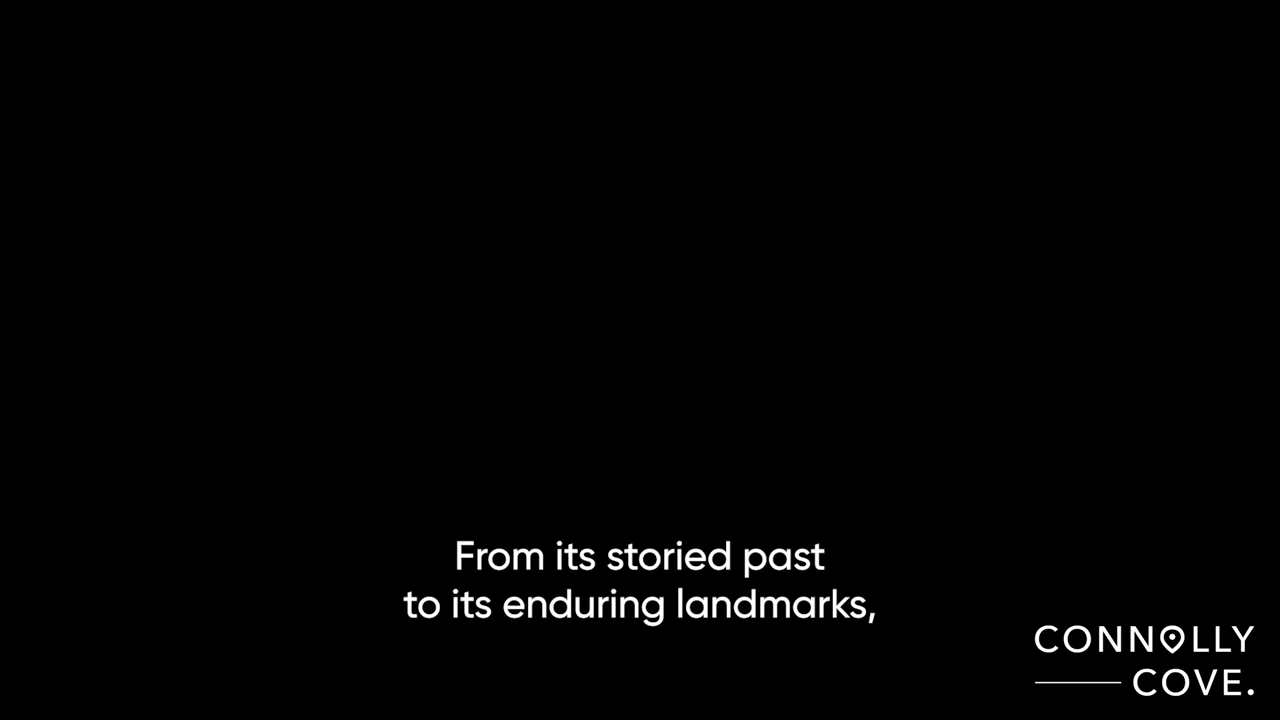 From its storied past
to its enduring landmarks,
CONNOLLY
COVE.